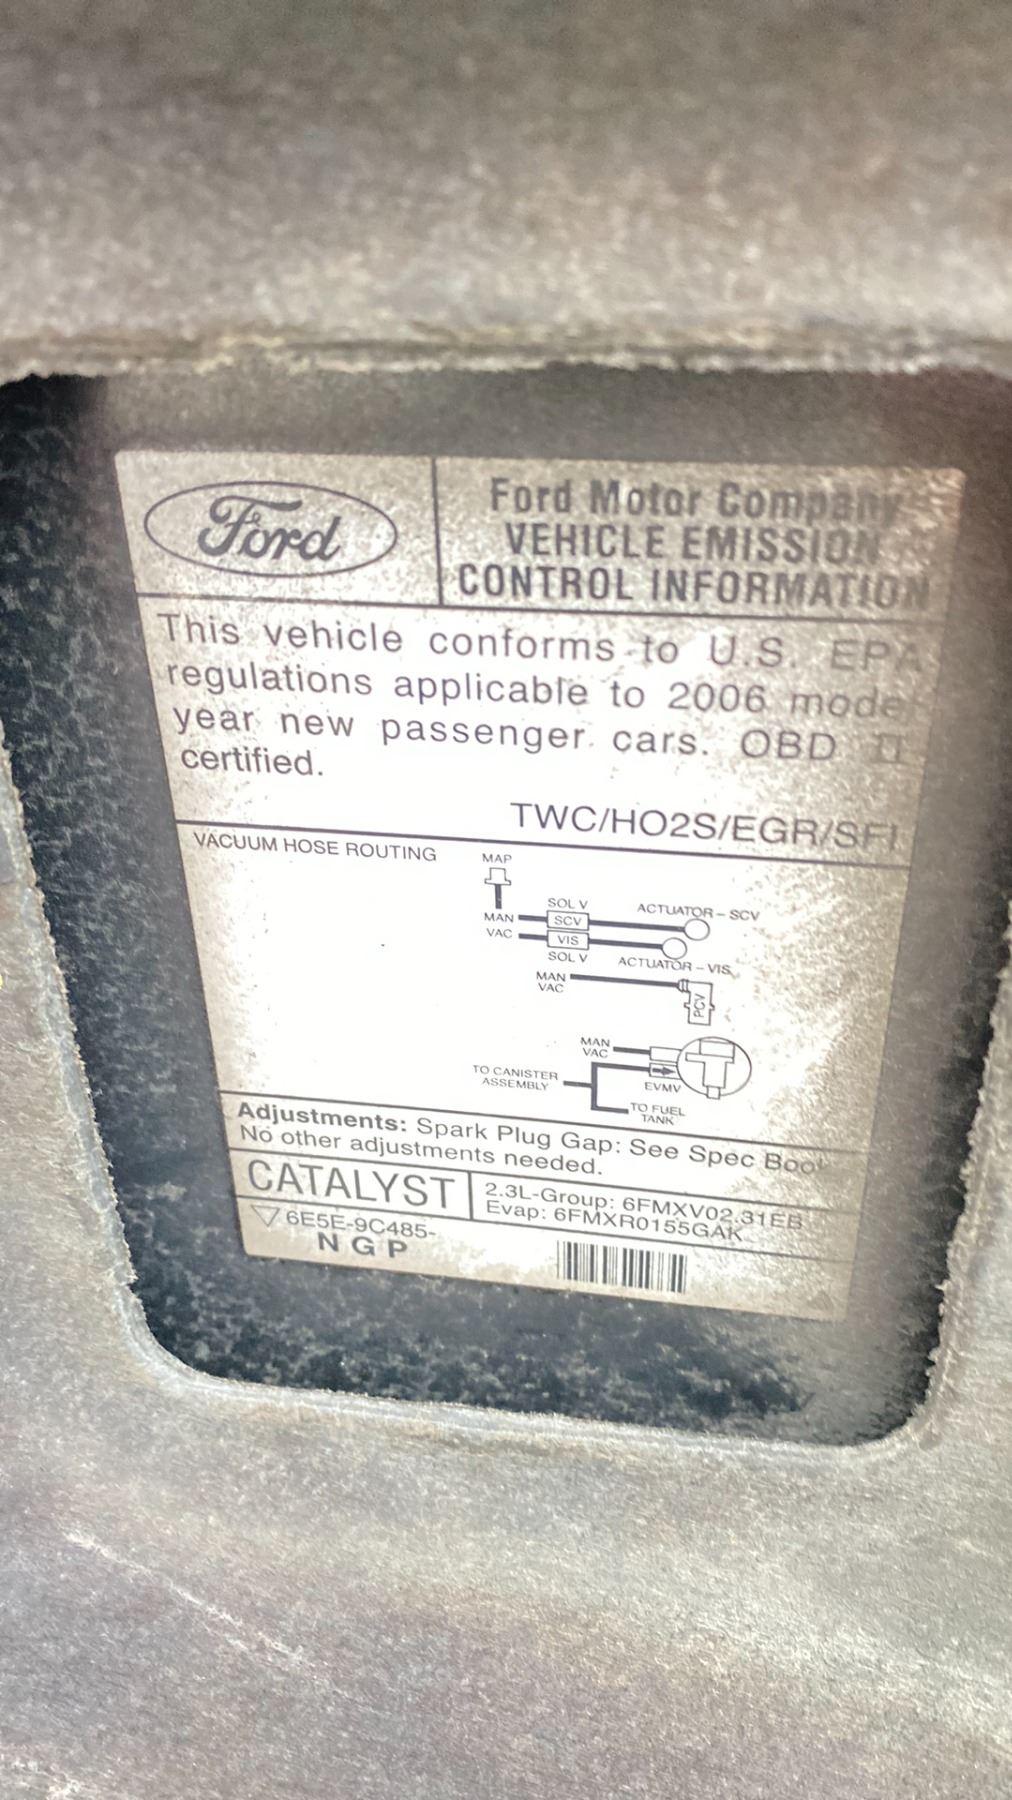 Ford
Ford Motor Company
VEHICLE EMISSION
CONTROL INFORMATION
This vehicle conforms to U.S. EPA
regulations applicable to 2006 model
year new passenger cars. OBD II
certified.
TWC/HO2S/EGR/SFI
VACUUM HOSE ROUTING
MAP
SOL V
ACTUATOR – SCV
MAN
SCV
VAC
VIS
SOL V
ACTUATOR – VIS
MAN
VAC
PCV
MAN
VAC
TO CANISTER
ASSEMBLY
EVMV
TO FUEL
TANK
Adjustments: Spark Plug Gap: See Spec Book
No other adjustments needed.
CATALYST
2.3L-Group: 6FMXV02.31EB
Evap: 6FMXR0155GAK
6E5E-9C485-
N G P